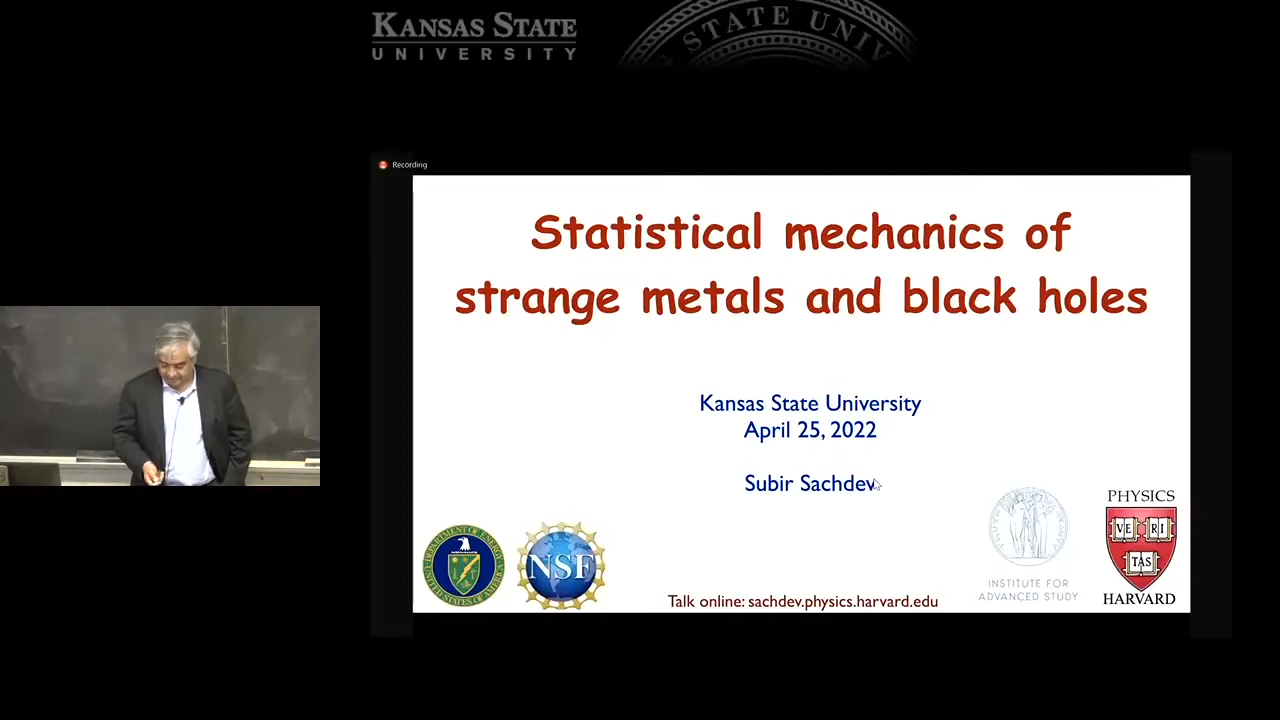 KANSAS STATE
UNIVERSITY
STATE UNIV
Recording
Statistical mechanics of
strange metals and black holes
Kansas State University
April 25, 2022
Subir Sachdev
NSF
Talk online: sachdev.physics.harvard.edu
INSTITUTE FOR
ADVANCED STUDY
PHYSICS
VE RI
TAS
HARVARD